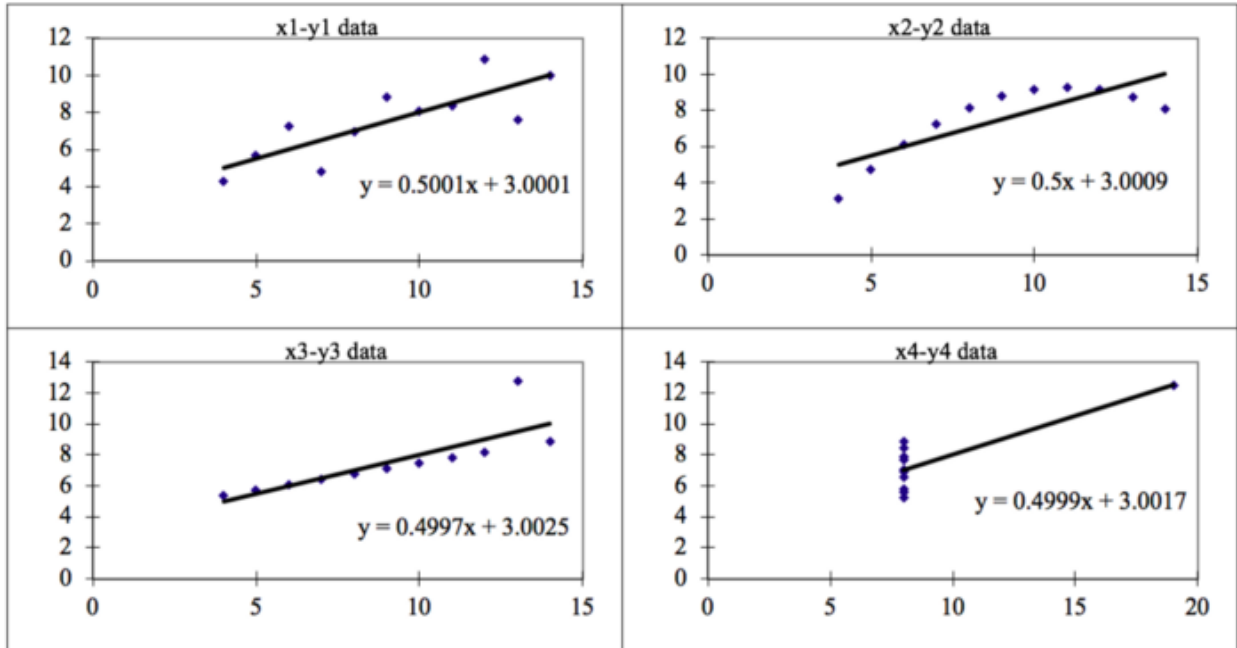 x1-y1 data
12
10
8
6
4
2
0
y = 0.5001x + 3.0001
0 5 10 15
x2-y2 data
12
10
8
6
4
2
0
y = 0.5x + 3.0009
0 5 10 15
x3-y3 data
14
12
10
8
6
4
2
0
y = 0.4997x + 3.0025
0 5 10 15
x4-y4 data
14
12
10
8
6
4
2
0
y = 0.4999x + 3.0017
0 5 10 15 20